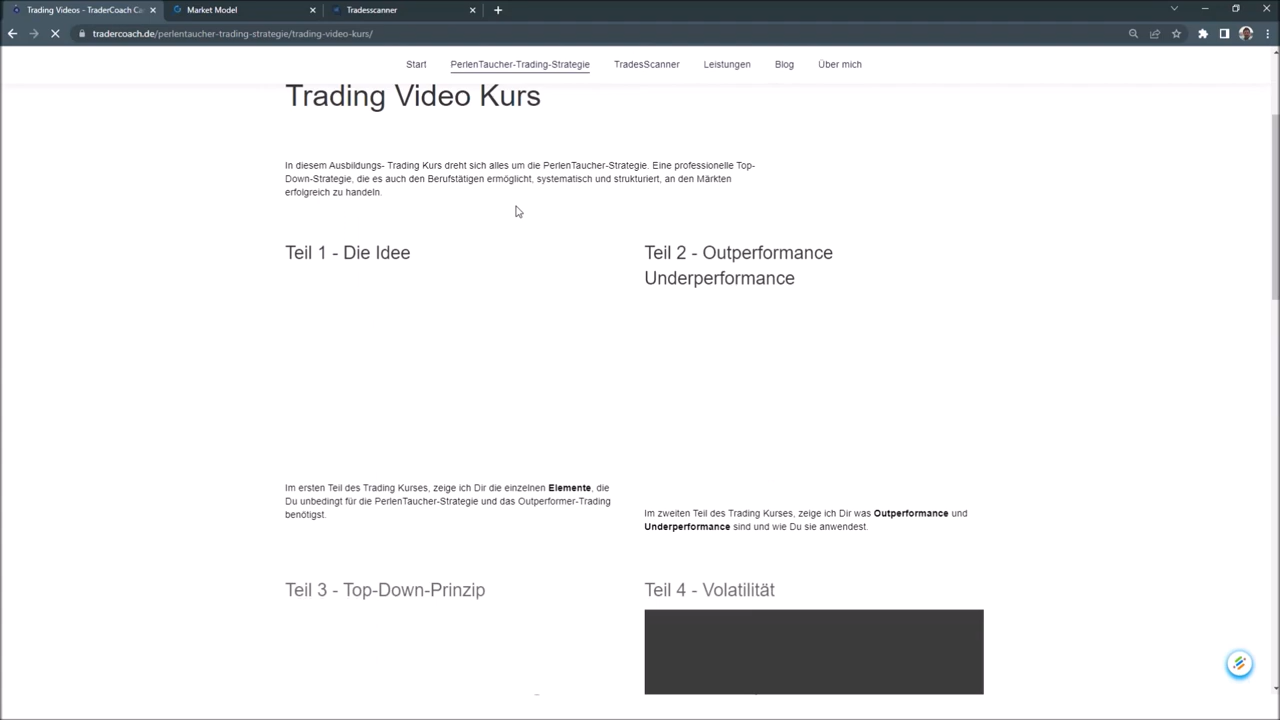 Trading Videos - TraderCoach Ca
Market Model
Tradesscanner
tradercoach.de/perlentaucher-trading-strategie/trading-video-kurs/
Start PerlenTaucher-Trading-Strategie TradesScanner Leistungen Blog Über mich
Trading Video Kurs
In diesem Ausbildungs- Trading Kurs dreht sich alles um die PerlenTaucher-Strategie. Eine professionelle Top-
Down-Strategie, die es auch den Berufstätigen ermöglicht, systematisch und strukturiert, an den Märkten
erfolgreich zu handeln.
Teil 1 - Die Idee
Im ersten Teil des Trading Kurses, zeige ich Dir die einzelnen Elemente, die
Du unbedingt für die PerlenTaucher-Strategie und das Outperformer-Trading
benötigst.
Teil 2 - Outperformance
Underperformance
Im zweiten Teil des Trading Kurses, zeige ich Dir was Outperformance und
Underperformance sind und wie Du sie anwendest.
Teil 3 - Top-Down-Prinzip
Teil 4 - Volatilität